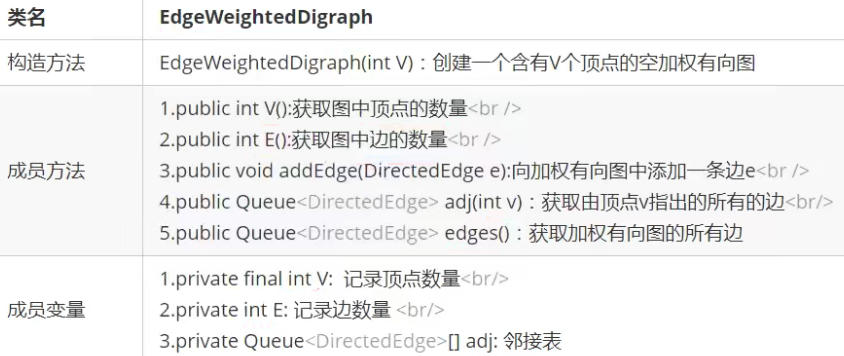 类名 EdgeWeightedDigraph
构造方法 EdgeWeightedDigraph(int V)：创建一个含有V个顶点的空加权有向图
1.public int V():获取图中顶点的数量<br />
2.public int E():获取图中边的数量<br />
成员方法 3.public void addEdge(DirectedEdge e):向加权有向图中添加一条边e<br />
4.public Queue<DirectedEdge> adj(int v)：获取由顶点v指出的所有的边<br/>
5.public Queue<DirectedEdge> edges()：获取加权有向图的所有边
1.private final int V: 记录顶点数量<br/>
成员变量 2.private int E: 记录边数量 <br/>
3.private Queue<DirectedEdge>[] adj: 邻接表